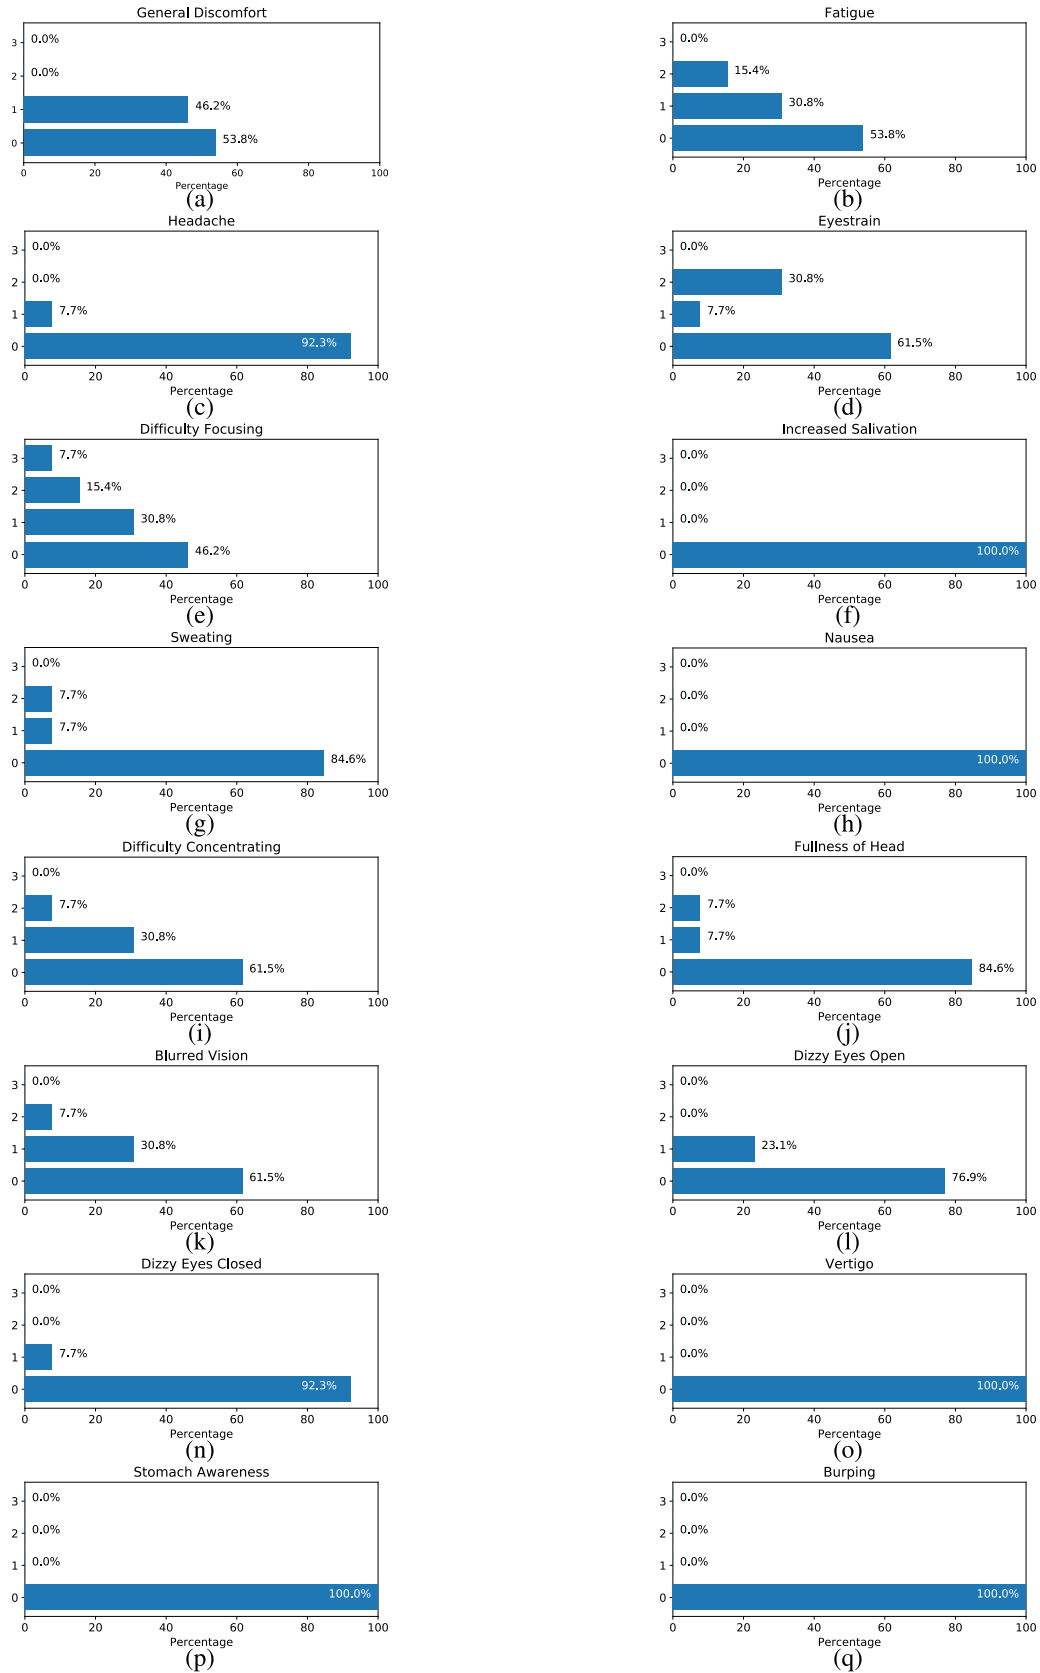 General Discomfort
3
0.0%
2
0.0%
1
46.2%
0
53.8%
0 20 40 60 80 100
Percentage
(a)
Fatigue
3
0.0%
2
15.4%
1
30.8%
0
53.8%
0 20 40 60 80 100
Percentage
(b)
Headache
3
0.0%
2
0.0%
1
7.7%
0
92.3%
0 20 40 60 80 100
Percentage
(c)
Eyestrain
3
0.0%
2
30.8%
1
7.7%
0
61.5%
0 20 40 60 80 100
Percentage
(d)
Difficulty Focusing
3
7.7%
2
15.4%
1
30.8%
0
46.2%
0 20 40 60 80 100
Percentage
(e)
Increased Salivation
3
0.0%
2
0.0%
1
0.0%
0
100.0%
0 20 40 60 80 100
Percentage
(f)
Sweating
3
0.0%
2
7.7%
1
7.7%
0
84.6%
0 20 40 60 80 100
Percentage
(g)
Nausea
3
0.0%
2
0.0%
1
0.0%
0
100.0%
0 20 40 60 80 100
Percentage
(h)
Difficulty Concentrating
3
0.0%
2
7.7%
1
30.8%
0
61.5%
0 20 40 60 80 100
Percentage
(i)
Fullness of Head
3
0.0%
2
7.7%
1
7.7%
0
84.6%
0 20 40 60 80 100
Percentage
(j)
Blurred Vision
3
0.0%
2
7.7%
1
30.8%
0
61.5%
0 20 40 60 80 100
Percentage
(k)
Dizzy Eyes Open
3
0.0%
2
0.0%
1
23.1%
0
76.9%
0 20 40 60 80 100
Percentage
(l)
Dizzy Eyes Closed
3
0.0%
2
0.0%
1
7.7%
0
92.3%
0 20 40 60 80 100
Percentage
(n)
Vertigo
3
0.0%
2
0.0%
1
0.0%
0
100.0%
0 20 40 60 80 100
Percentage
(o)
Stomach Awareness
3
0.0%
2
0.0%
1
0.0%
0
100.0%
0 20 40 60 80 100
Percentage
(p)
Burping
3
0.0%
2
0.0%
1
0.0%
0
100.0%
0 20 40 60 80 100
Percentage
(q)